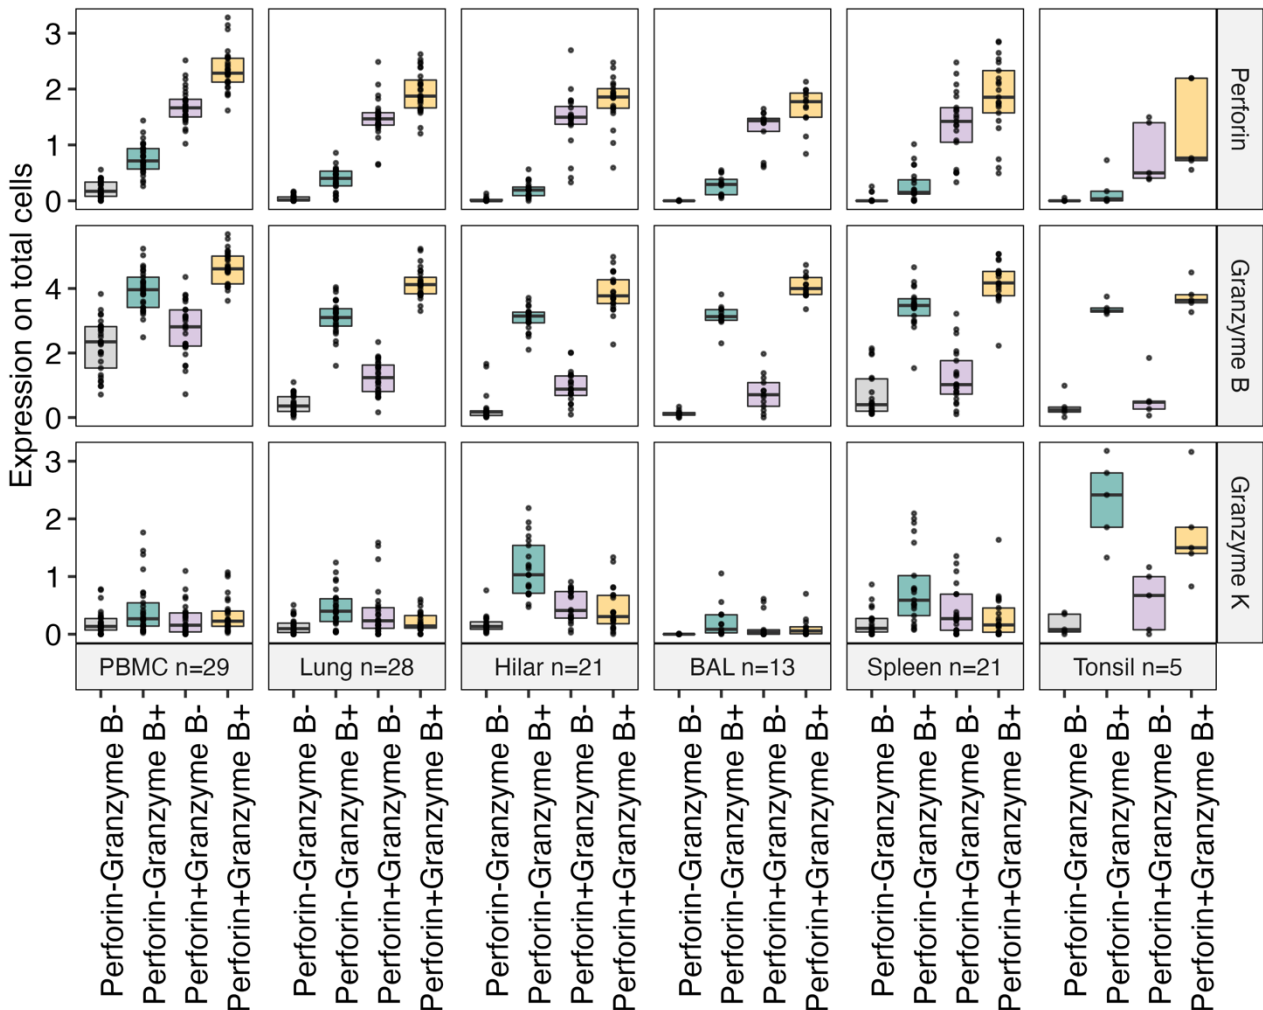 Expression on total cells
3
2
1
0
Perforin
4
2
0
Granzyme B
3
2
1
0
Granzyme K
PBMC n=29
Lung n=28
Hilar n=21
BAL n=13
Spleen n=21
Tonsil n=5
Perforin-Granzyme B-
Perforin-Granzyme B+
Perforin+Granzyme B-
Perforin+Granzyme B+
Perforin-Granzyme B-
Perforin-Granzyme B+
Perforin+Granzyme B-
Perforin+Granzyme B+
Perforin-Granzyme B-
Perforin-Granzyme B+
Perforin+Granzyme B-
Perforin+Granzyme B+
Perforin-Granzyme B-
Perforin-Granzyme B+
Perforin+Granzyme B-
Perforin+Granzyme B+
Perforin-Granzyme B-
Perforin-Granzyme B+
Perforin+Granzyme B-
Perforin+Granzyme B+
Perforin-Granzyme B-
Perforin-Granzyme B+
Perforin+Granzyme B-
Perforin+Granzyme B+